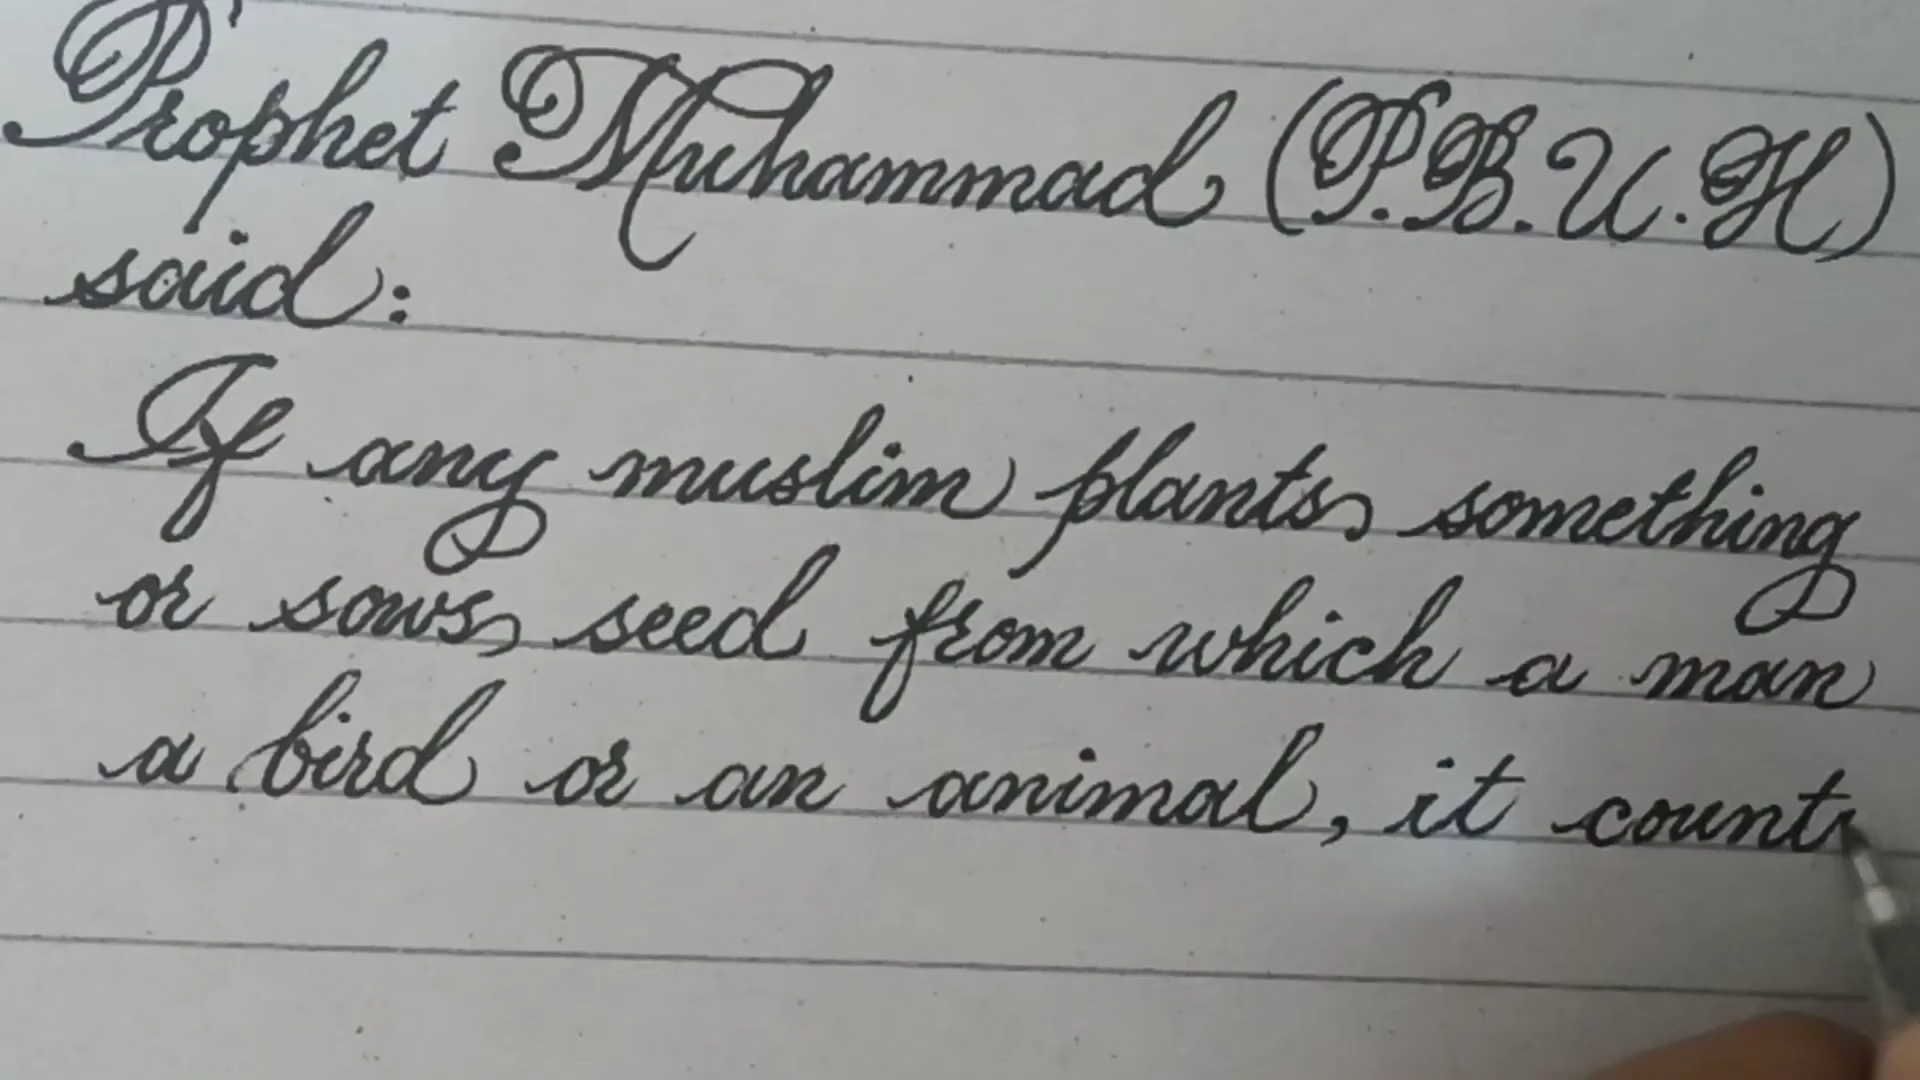 Prophet Muhammad (P.B.U.H)
said:
If any muslim plants something
or sows seed from which a man
a bird or an animal, it counts